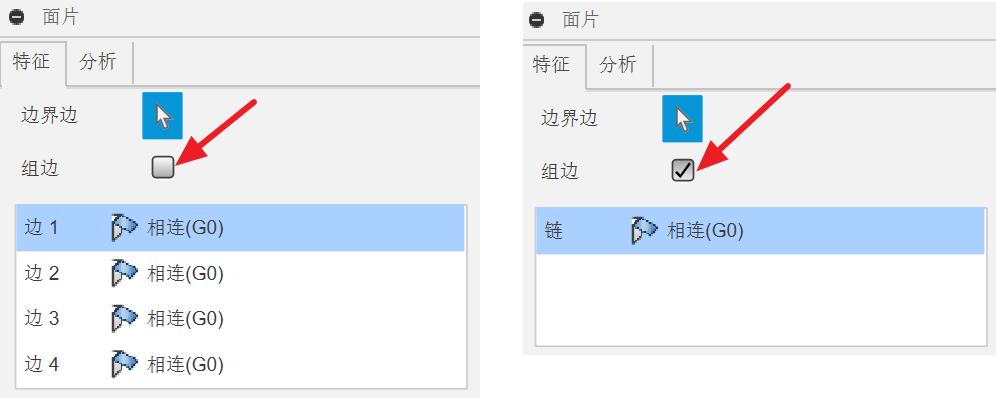 面片
特征 分析
边界边
组边
边 1 相连(G0)
边 2 相连(G0)
边 3 相连(G0)
边 4 相连(G0)
面片
特征 分析
边界边
组边
链 相连(G0)